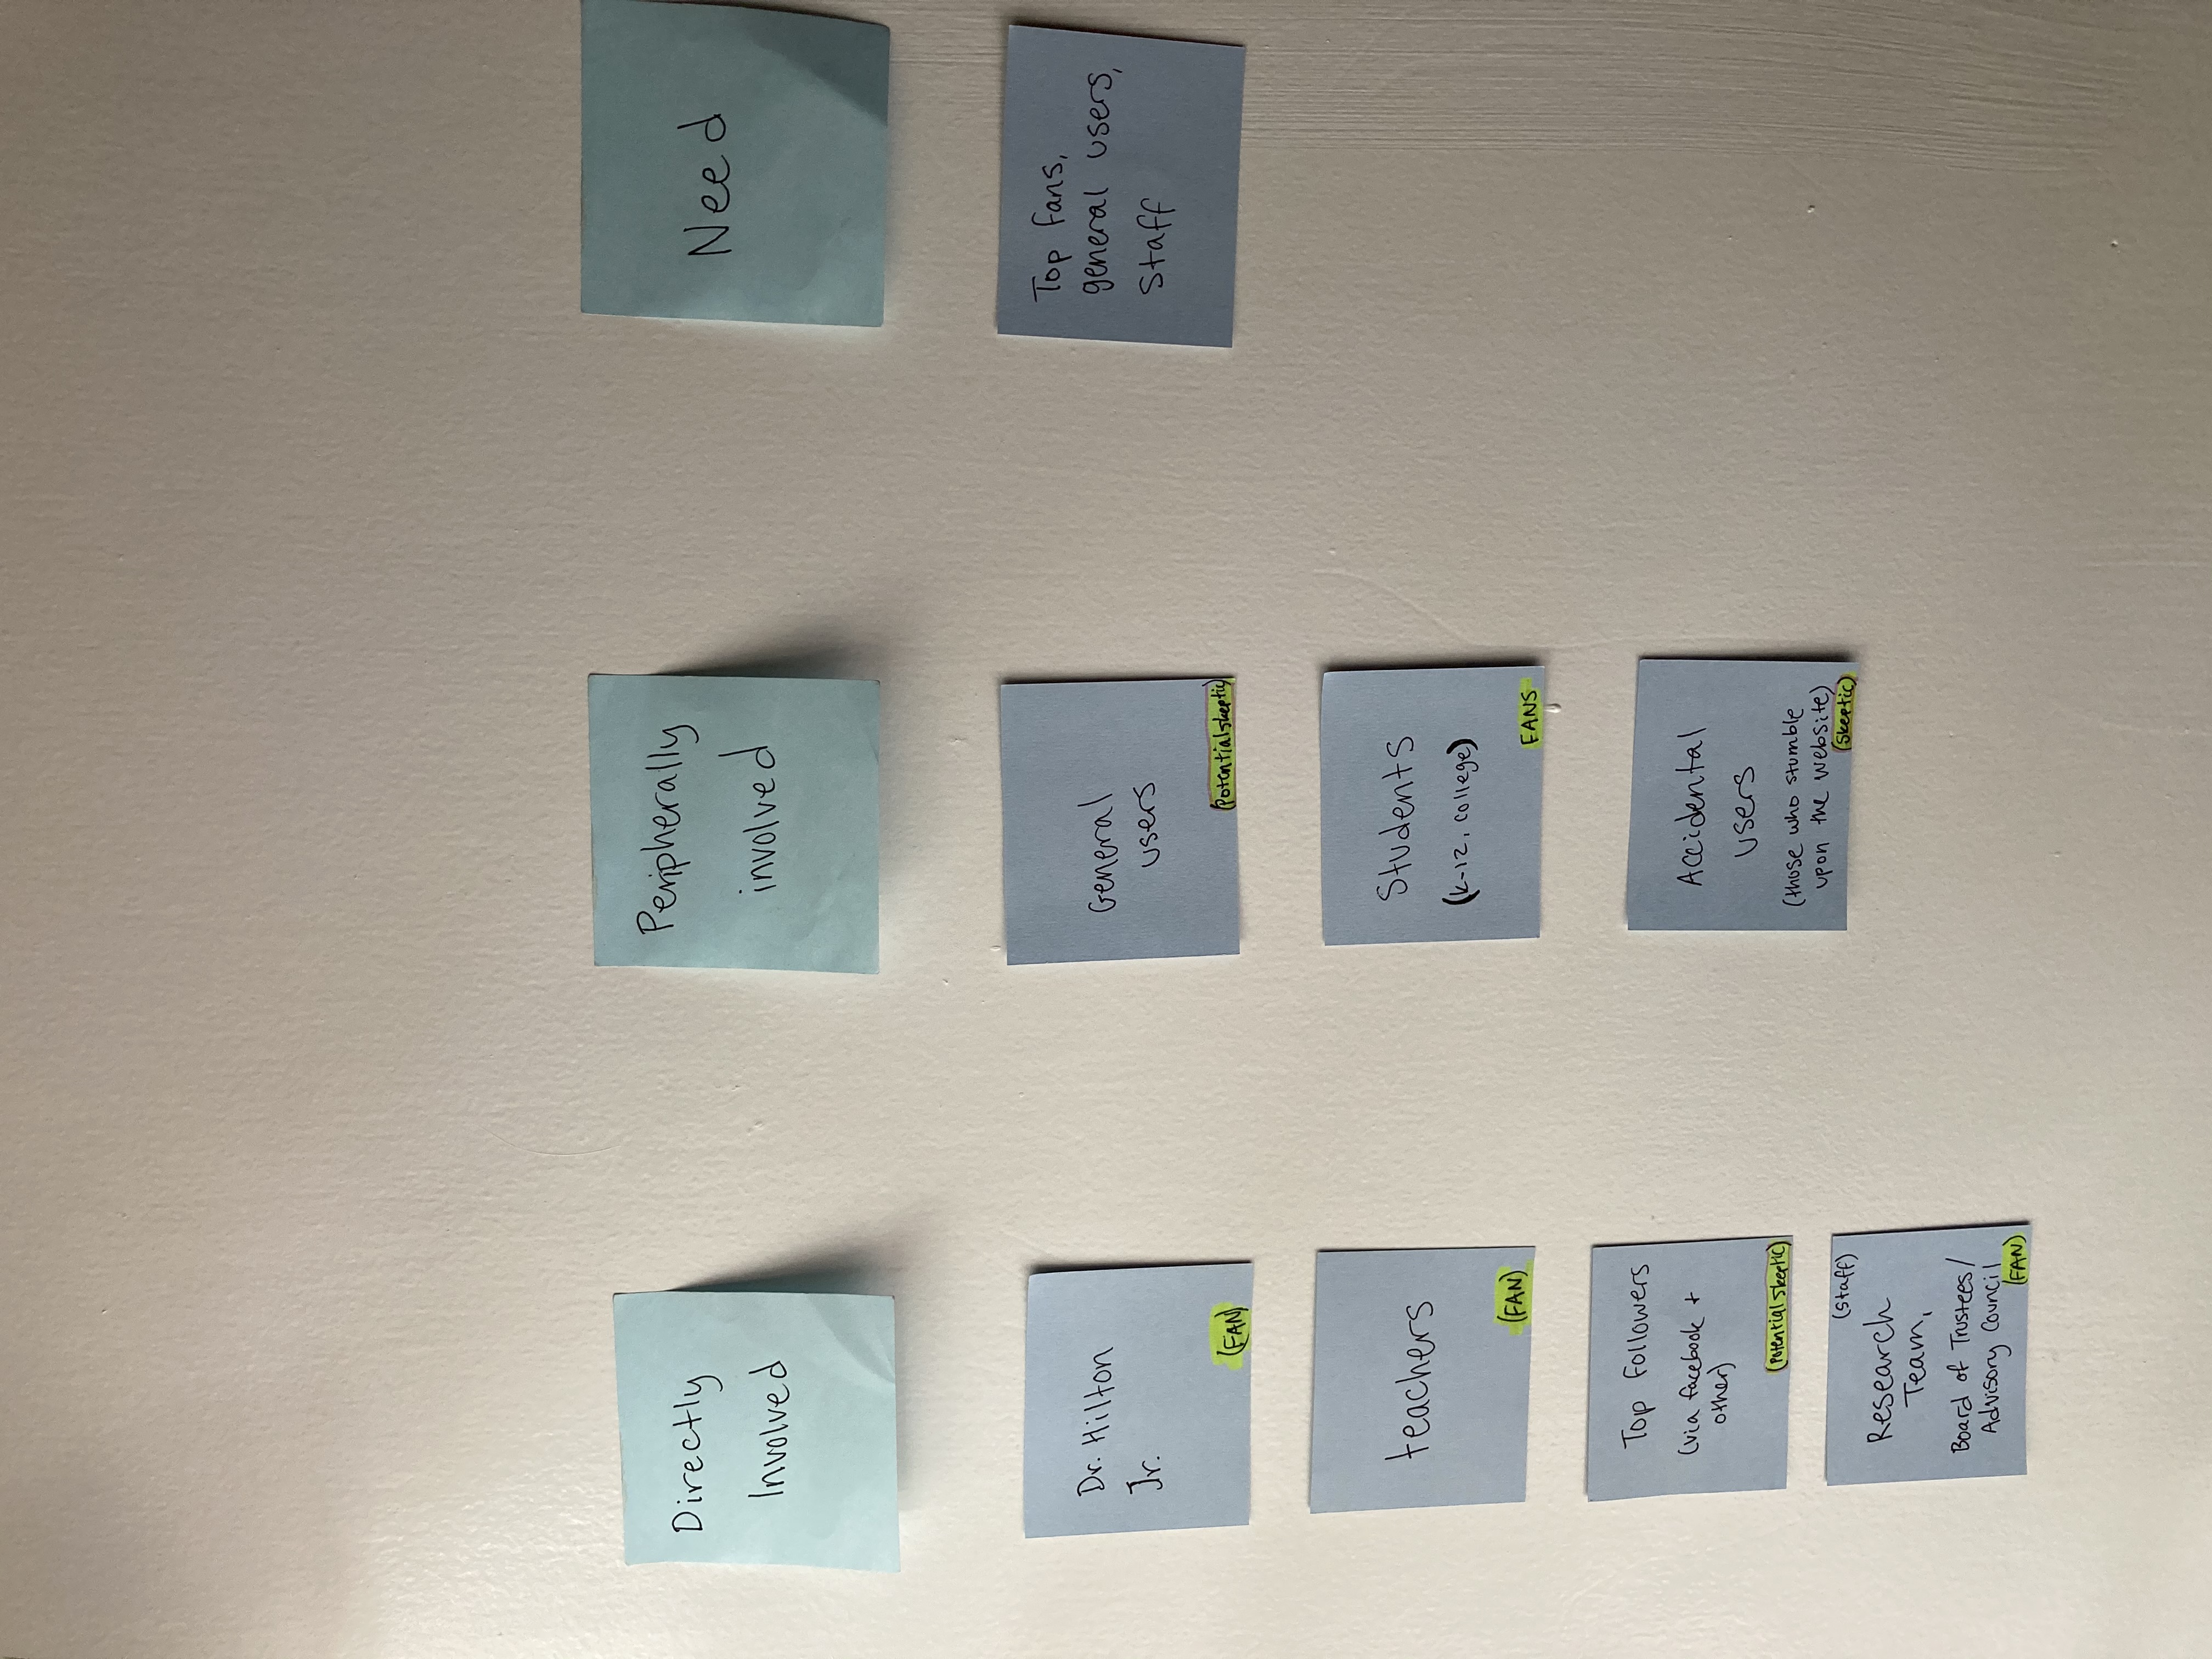 Directly
Involved
Dr. Hilton
Jr.
(FAN)
teachers
(FAN)
Top Followers
(via facebook +
other)
(Potential Skeptic)
(staff)
Research
Team,
Board of Trustees/
Advisory Council
(FAN)
Peripherally
involved
General
users
(Potential skeptic)
Students
(K-12, college)
FANS
Accidental
users
(those who stumble
upon the website)
(Skeptic)
Need
Top fans,
general users,
Staff